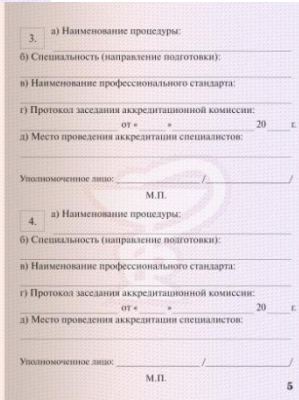 3. а) Наименование процедуры:
б) Специальность (направление подготовки):
в) Наименование профессионального стандарта:
г) Протокол заседания аккредитационной комиссии:
от « » 20 г.
д) Место проведения аккредитации специалистов:
Уполномоченное лицо: / /
М.П.
4. а) Наименование процедуры:
б) Специальность (направление подготовки):
в) Наименование профессионального стандарта:
г) Протокол заседания аккредитационной комиссии:
от « » 20 г.
д) Место проведения аккредитации специалистов:
Уполномоченное лицо: / /
М.П.
5